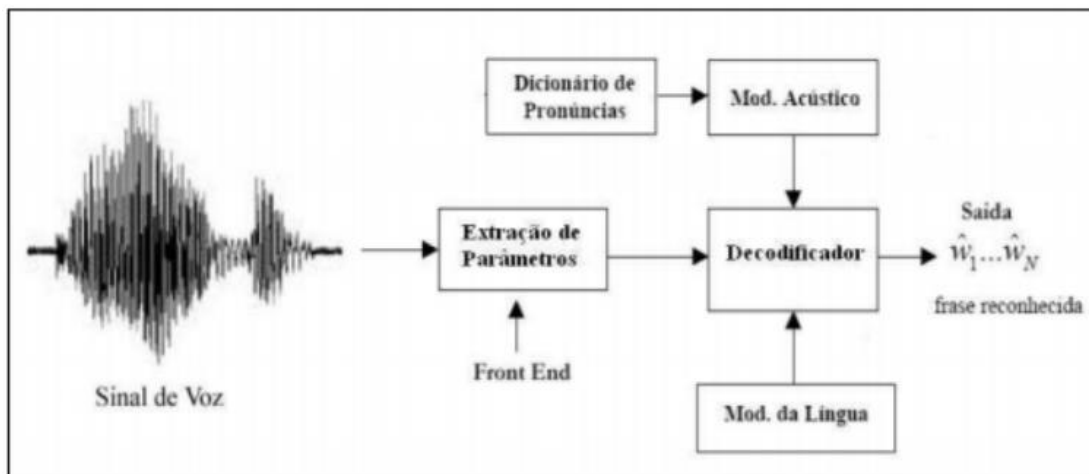 Dicionário de
Pronúncias
Mod. Acústico
Extração de
Parâmetros
Decodificador
Saída
ŵ₁...ŵ_N
frase reconhecida
Front End
Sinal de Voz
Mod. da Língua